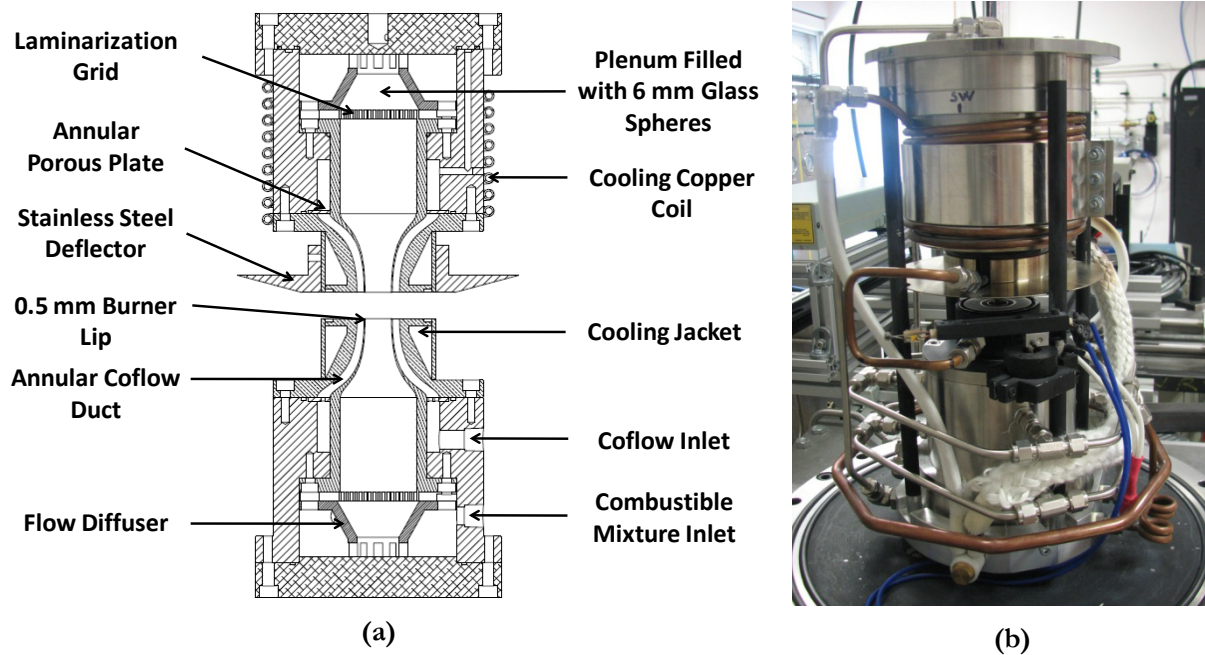 Laminarization
Grid
Annular
Porous Plate
Stainless Steel
Deflector
0.5 mm Burner
Lip
Annular Coflow
Duct
Flow Diffuser
Plenum Filled
with 6 mm Glass
Spheres
Cooling Copper
Coil
Cooling Jacket
Coflow Inlet
Combustible
Mixture Inlet
(a)
SW
(b)